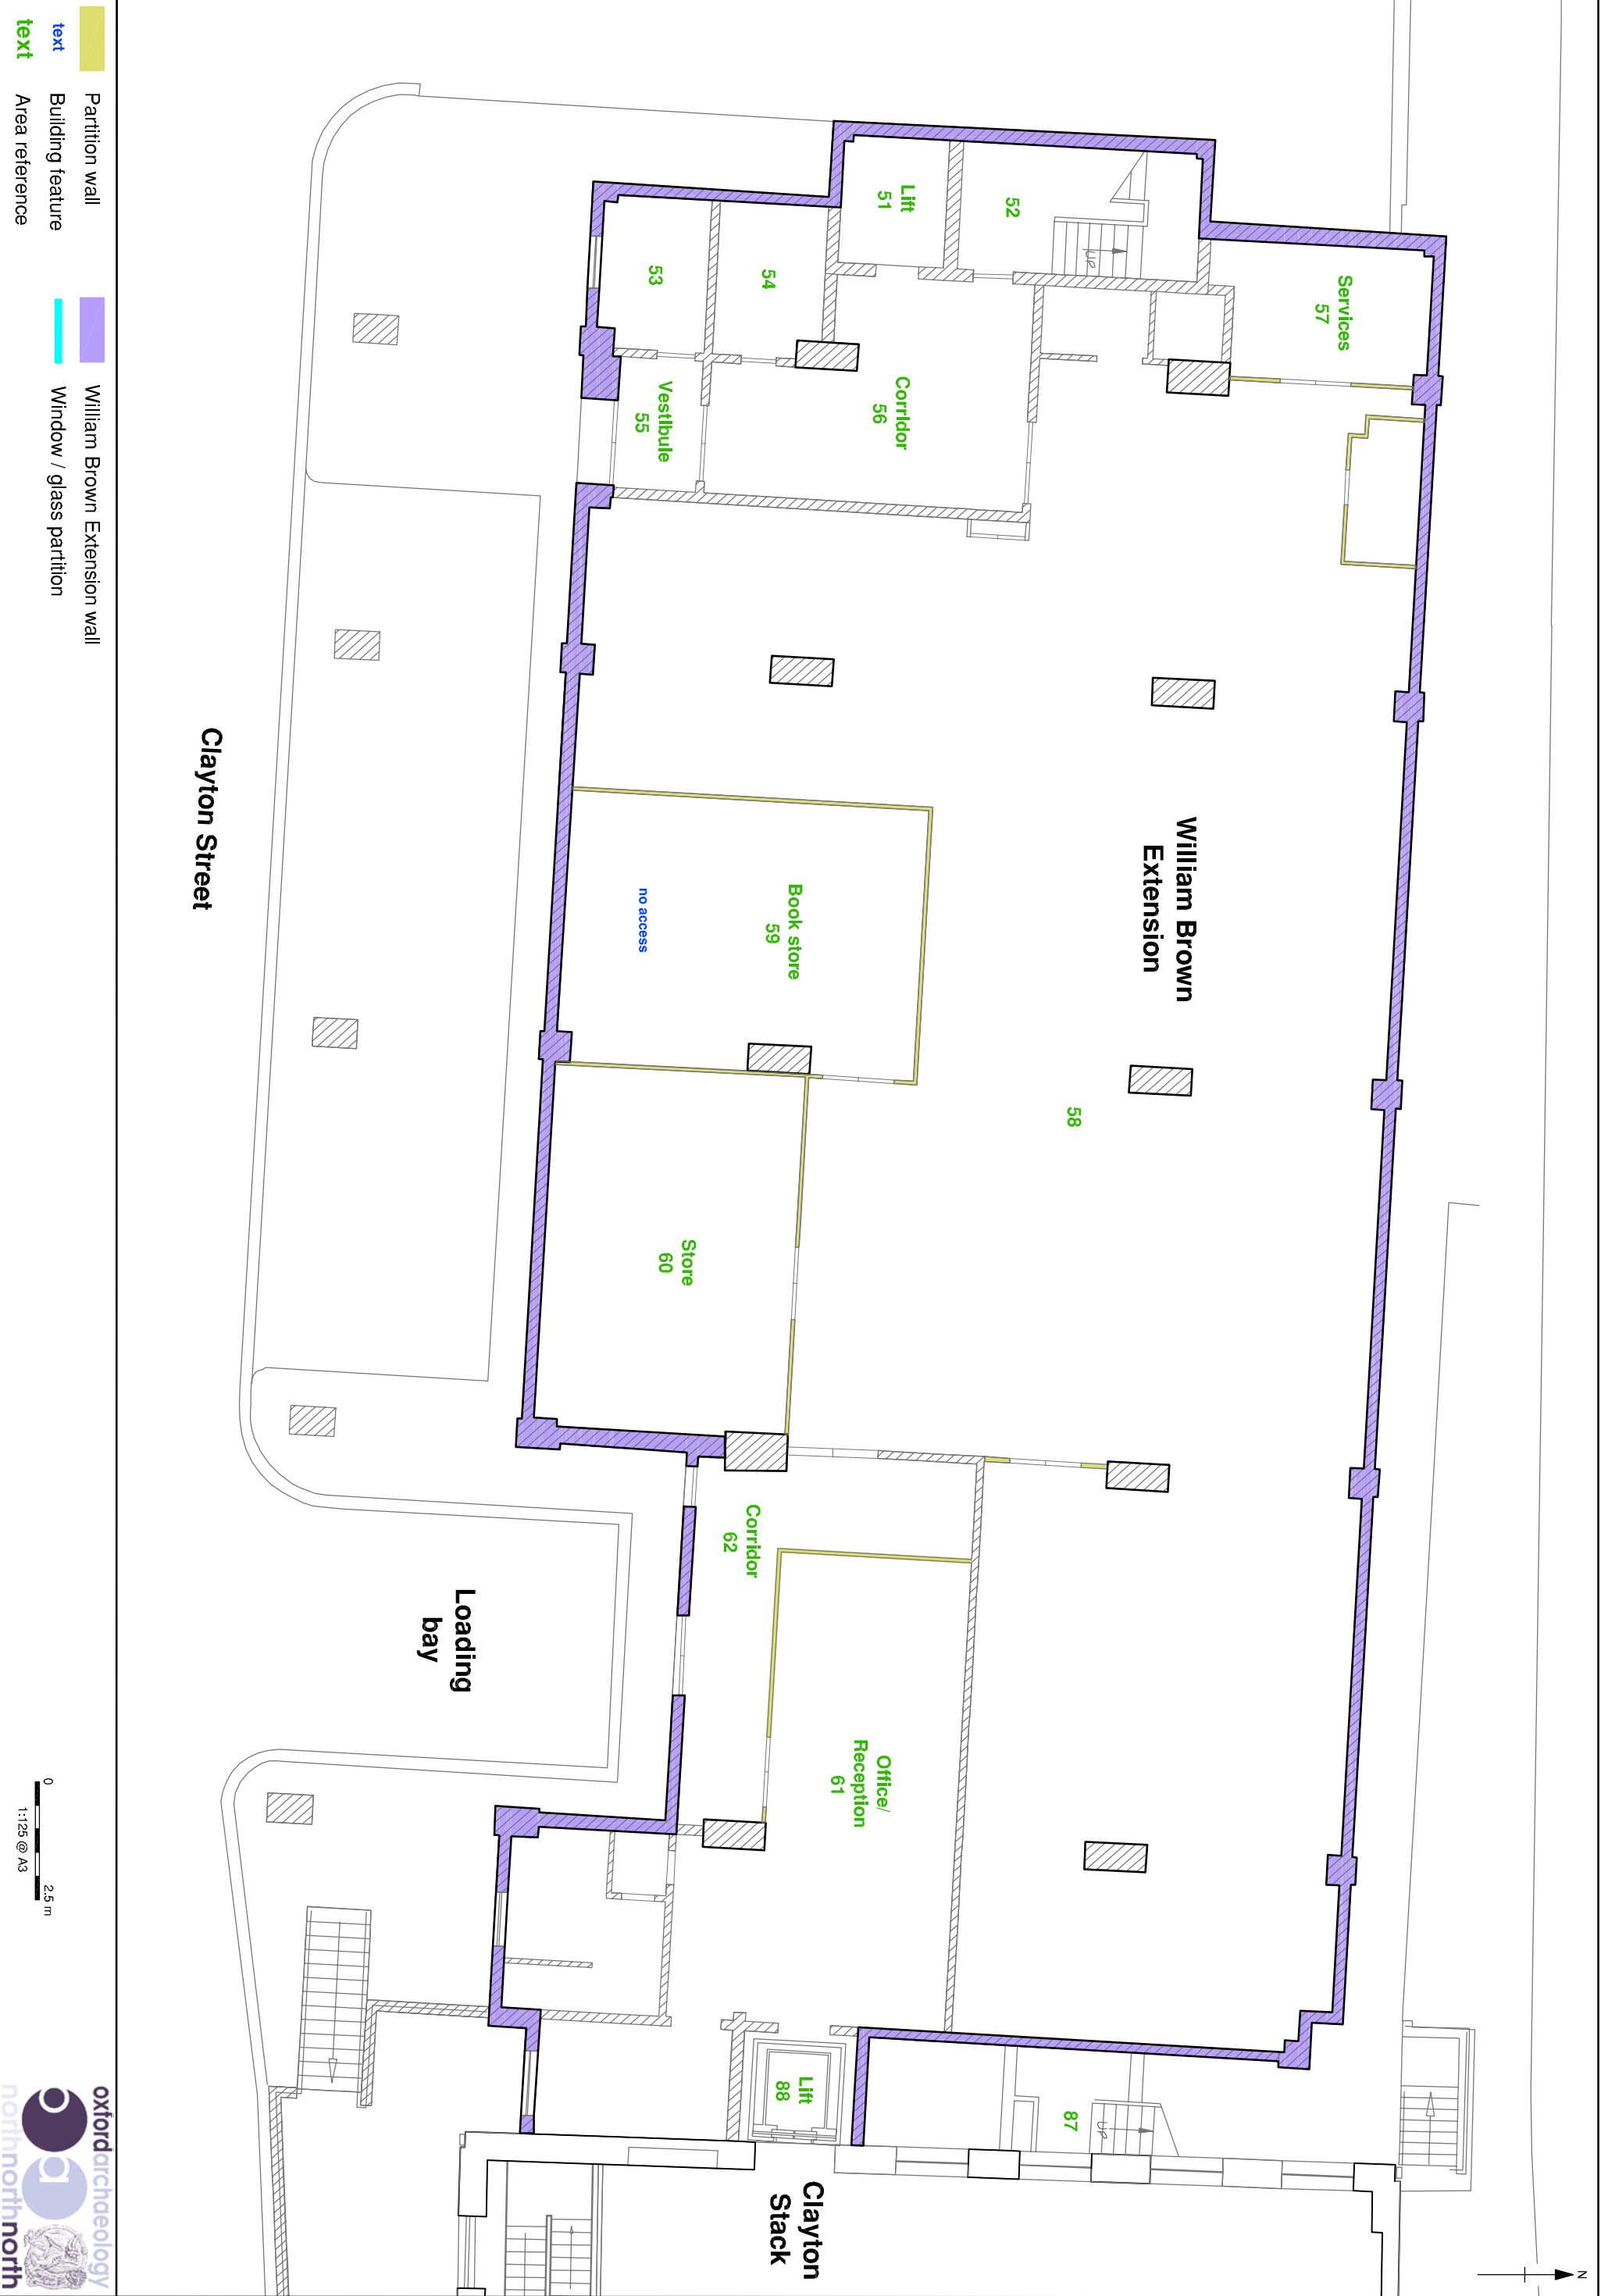 N
Services
57
52
UP
Lift
51
54
53
Corridor
56
Vestibule
55
William Brown
Extension
58
Book store
59
no access
Store
60
Corridor
62
Office/
Reception
61
Lift
88
87
UP
Clayton
Stack
Clayton Street
Loading
bay
Partition wall
William Brown Extension wall
text
Building feature
Window / glass partition
text
Area reference
0
2.5 m
1:125 @ A3
oxfordarchaeology
northnorthnorth